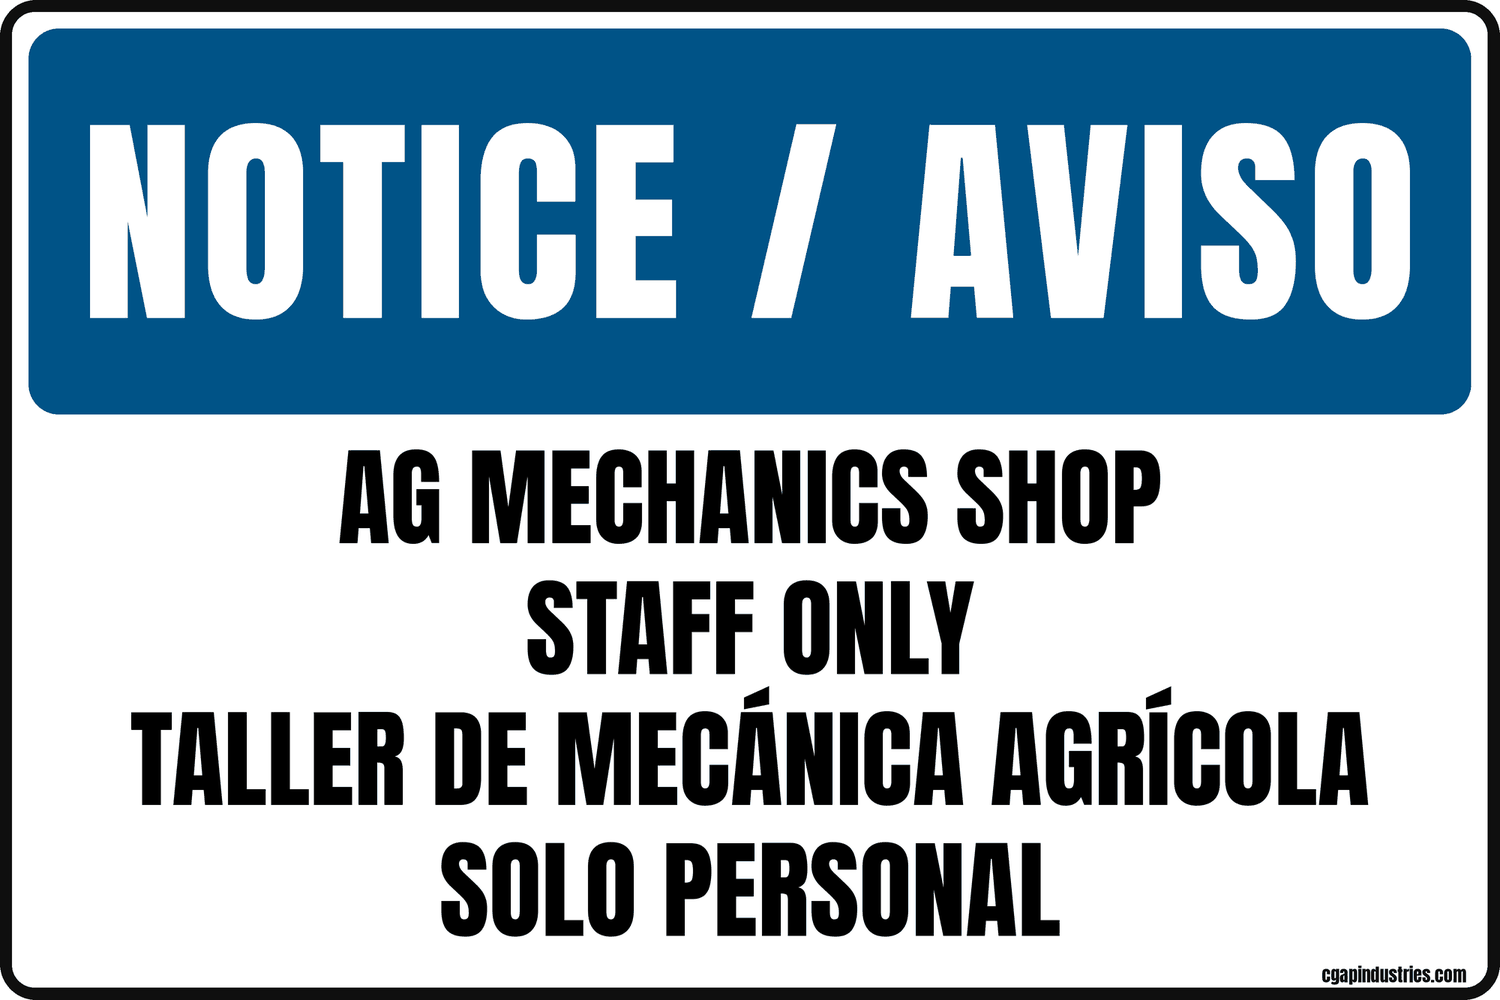 NOTICE / AVISO
AG MECHANICS SHOP
STAFF ONLY
TALLER DE MECÁNICA AGRÍCOLA
SOLO PERSONAL
cgapindustries.com